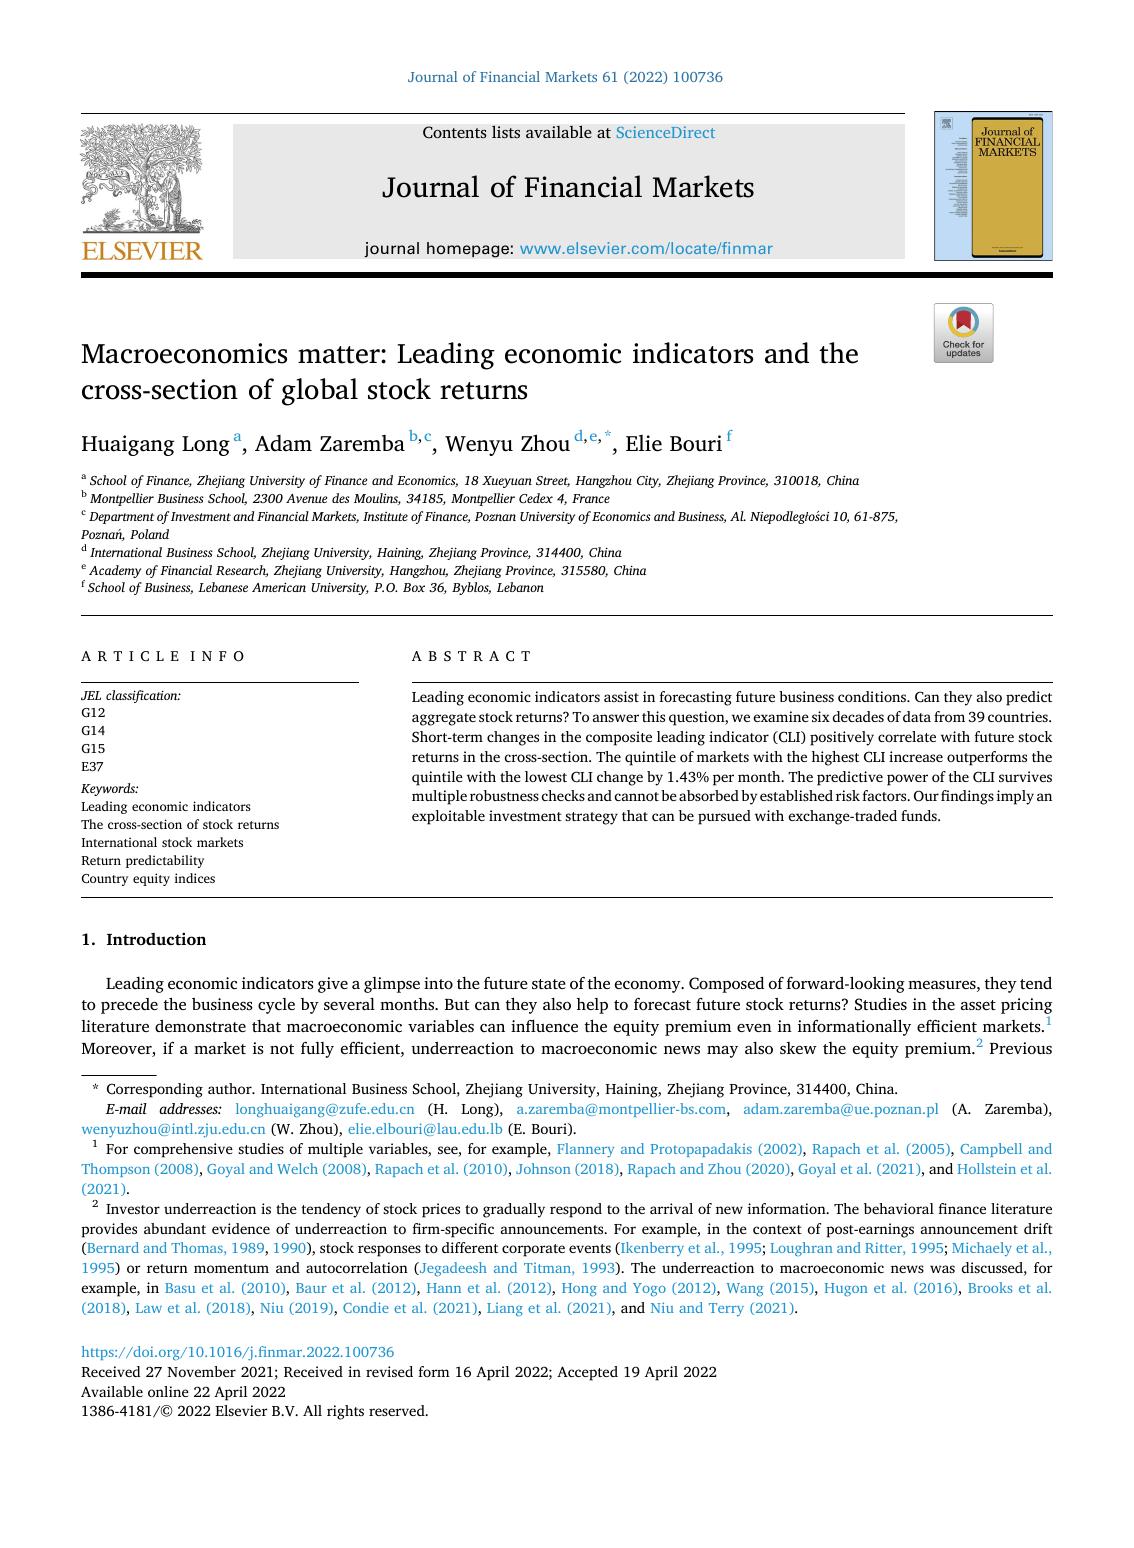 Journal of Financial Markets 61 (2022) 100736
ELSEVIER
Contents lists available at ScienceDirect
Journal of Financial Markets
journal homepage: www.elsevier.com/locate/finmar
Journal of
FINANCIAL
MARKETS
Check for
updates
Macroeconomics matter: Leading economic indicators and the
cross-section of global stock returns
Huaigang Long a, Adam Zaremba b,c, Wenyu Zhou d,e,*, Elie Bouri f
a School of Finance, Zhejiang University of Finance and Economics, 18 Xueyuan Street, Hangzhou City, Zhejiang Province, 310018, China
b Montpellier Business School, 2300 Avenue des Moulins, 34185, Montpellier Cedex 4, France
c Department of Investment and Financial Markets, Institute of Finance, Poznan University of Economics and Business, Al. Niepodległości 10, 61-875,
Poznań, Poland
d International Business School, Zhejiang University, Haining, Zhejiang Province, 314400, China
e Academy of Financial Research, Zhejiang University, Hangzhou, Zhejiang Province, 315580, China
f School of Business, Lebanese American University, P.O. Box 36, Byblos, Lebanon
ARTICLE INFO
JEL classification:
G12
G14
G15
E37
Keywords:
Leading economic indicators
The cross-section of stock returns
International stock markets
Return predictability
Country equity indices
ABSTRACT
Leading economic indicators assist in forecasting future business conditions. Can they also predict
aggregate stock returns? To answer this question, we examine six decades of data from 39 countries.
Short-term changes in the composite leading indicator (CLI) positively correlate with future stock
returns in the cross-section. The quintile of markets with the highest CLI increase outperforms the
quintile with the lowest CLI change by 1.43% per month. The predictive power of the CLI survives
multiple robustness checks and cannot be absorbed by established risk factors. Our findings imply an
exploitable investment strategy that can be pursued with exchange-traded funds.
1. Introduction
Leading economic indicators give a glimpse into the future state of the economy. Composed of forward-looking measures, they tend
to precede the business cycle by several months. But can they also help to forecast future stock returns? Studies in the asset pricing
literature demonstrate that macroeconomic variables can influence the equity premium even in informationally efficient markets.1
Moreover, if a market is not fully efficient, underreaction to macroeconomic news may also skew the equity premium.2 Previous
* Corresponding author. International Business School, Zhejiang University, Haining, Zhejiang Province, 314400, China.
E-mail addresses: longhuaigang@zufe.edu.cn (H. Long), a.zaremba@montpellier-bs.com, adam.zaremba@ue.poznan.pl (A. Zaremba),
wenyuzhou@intl.zju.edu.cn (W. Zhou), elie.elbouri@lau.edu.lb (E. Bouri).
1 For comprehensive studies of multiple variables, see, for example, Flannery and Protopapadakis (2002), Rapach et al. (2005), Campbell and
Thompson (2008), Goyal and Welch (2008), Rapach et al. (2010), Johnson (2018), Rapach and Zhou (2020), Goyal et al. (2021), and Hollstein et al.
(2021).
2 Investor underreaction is the tendency of stock prices to gradually respond to the arrival of new information. The behavioral finance literature
provides abundant evidence of underreaction to firm-specific announcements. For example, in the context of post-earnings announcement drift
(Bernard and Thomas, 1989, 1990), stock responses to different corporate events (Ikenberry et al., 1995; Loughran and Ritter, 1995; Michaely et al.,
1995) or return momentum and autocorrelation (Jegadeesh and Titman, 1993). The underreaction to macroeconomic news was discussed, for
example, in Basu et al. (2010), Baur et al. (2012), Hann et al. (2012), Hong and Yogo (2012), Wang (2015), Hugon et al. (2016), Brooks et al.
(2018), Law et al. (2018), Niu (2019), Condie et al. (2021), Liang et al. (2021), and Niu and Terry (2021).
https://doi.org/10.1016/j.finmar.2022.100736
Received 27 November 2021; Received in revised form 16 April 2022; Accepted 19 April 2022
Available online 22 April 2022
1386-4181/© 2022 Elsevier B.V. All rights reserved.